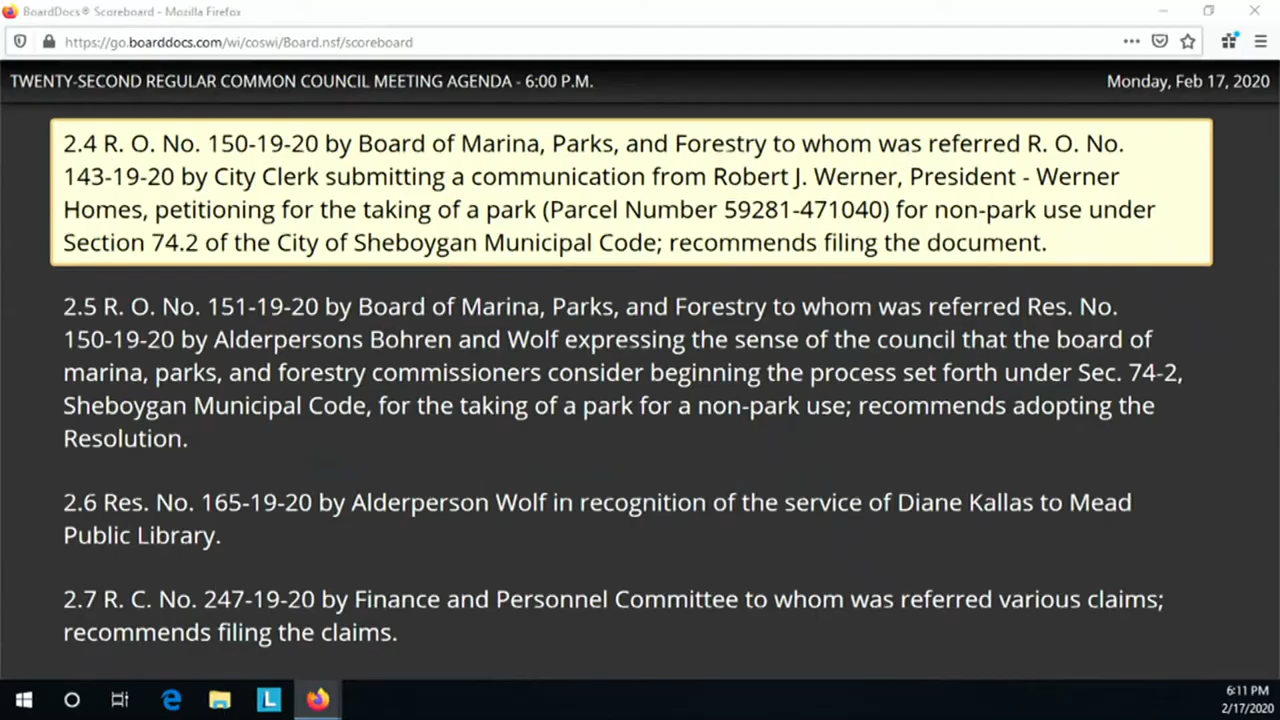 BoardDocs® Scoreboard - Mozilla Firefox
https://go.boarddocs.com/wi/coswi/Board.nsf/scoreboard
TWENTY-SECOND REGULAR COMMON COUNCIL MEETING AGENDA - 6:00 P.M.
Monday, Feb 17, 2020
2.4 R. O. No. 150-19-20 by Board of Marina, Parks, and Forestry to whom was referred R. O. No.
143-19-20 by City Clerk submitting a communication from Robert J. Werner, President - Werner
Homes, petitioning for the taking of a park (Parcel Number 59281-471040) for non-park use under
Section 74.2 of the City of Sheboygan Municipal Code; recommends filing the document.
2.5 R. O. No. 151-19-20 by Board of Marina, Parks, and Forestry to whom was referred Res. No.
150-19-20 by Alderpersons Bohren and Wolf expressing the sense of the council that the board of
marina, parks, and forestry commissioners consider beginning the process set forth under Sec. 74-2,
Sheboygan Municipal Code, for the taking of a park for a non-park use; recommends adopting the
Resolution.
2.6 Res. No. 165-19-20 by Alderperson Wolf in recognition of the service of Diane Kallas to Mead
Public Library.
2.7 R. C. No. 247-19-20 by Finance and Personnel Committee to whom was referred various claims;
recommends filing the claims.
L
6:11 PM
2/17/2020